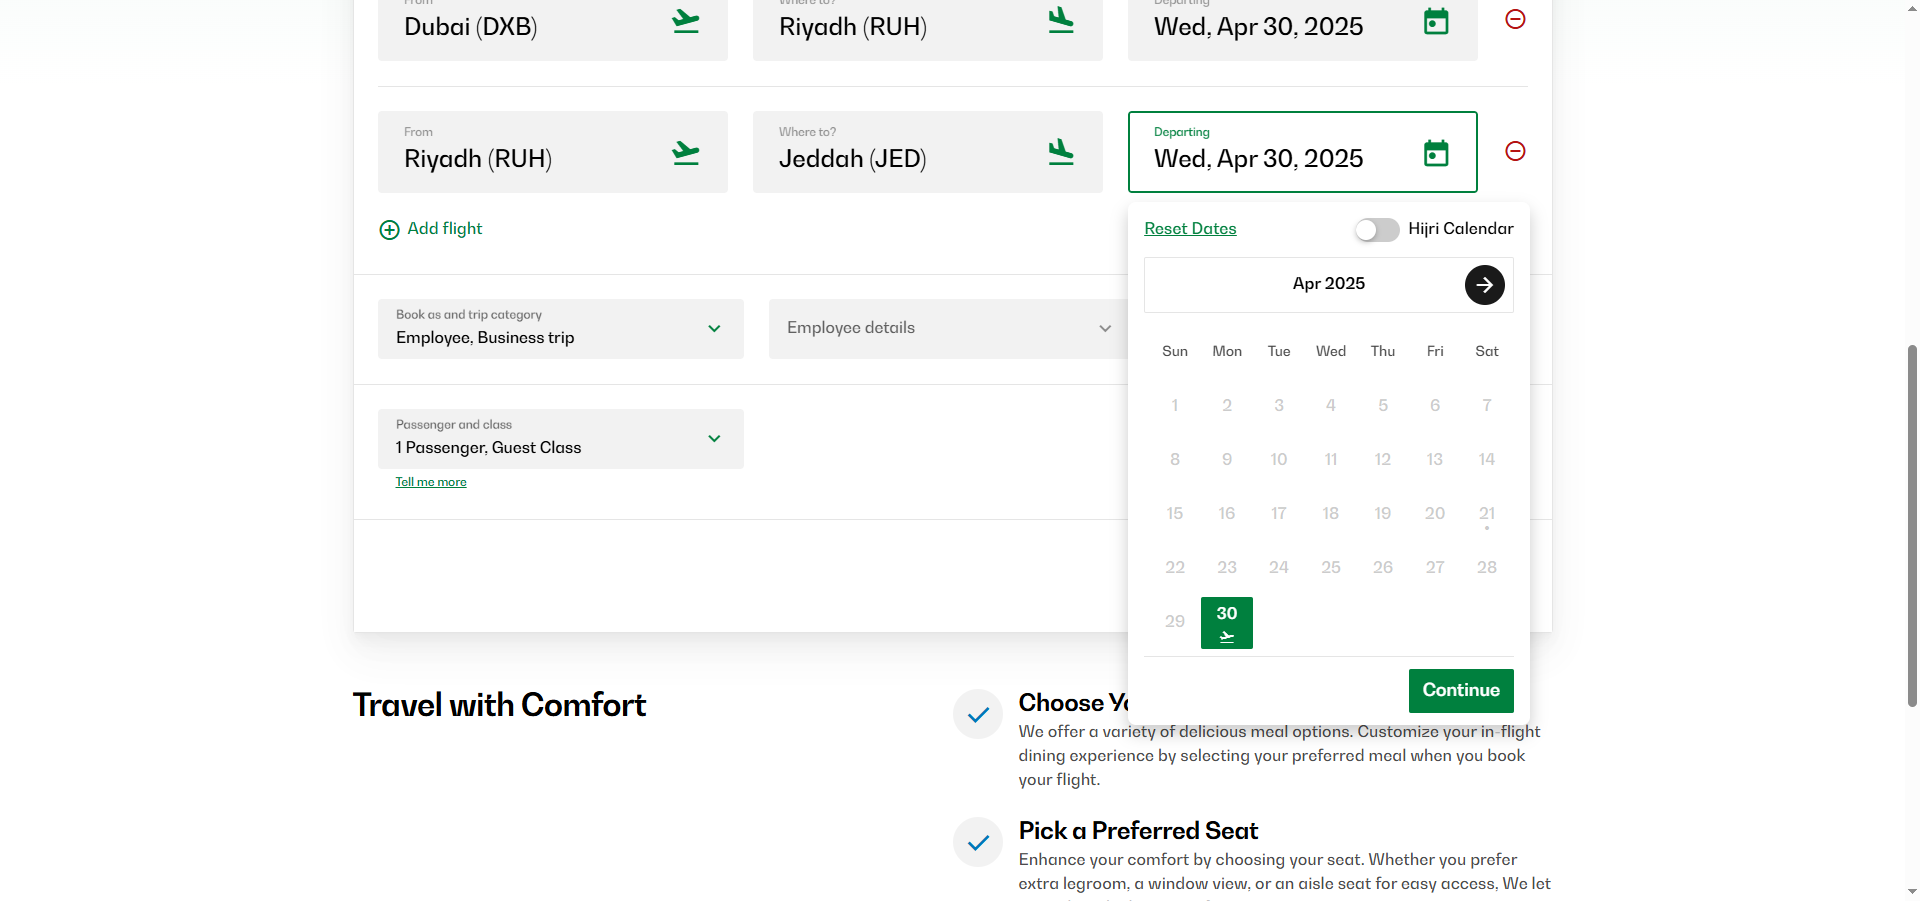 From
Where to?
Departing
Dubai (DXB)
Riyadh (RUH)
Wed, Apr 30, 2025
From
Where to?
Departing
Riyadh (RUH)
Jeddah (JED)
Wed, Apr 30, 2025
Add flight
Reset Dates
Hijri Calendar
Apr 2025
Book as and trip category
Employee, Business trip
Employee details
Sun Mon Tue Wed Thu Fri Sat
1 2 3 4 5 6 7
8 9 10 11 12 13 14
15 16 17 18 19 20 21
22 23 24 25 26 27 28
29 30
Continue
Passenger and class
1 Passenger, Guest Class
Tell me more
Travel with Comfort
Choose
We offer a variety of delicious meal options. Customize your in-flight
dining experience by selecting your preferred meal when you book
your flight.
Pick a Preferred Seat
Enhance your comfort by choosing your seat. Whether you prefer
extra legroom, a window view, or an aisle seat for easy access, We let